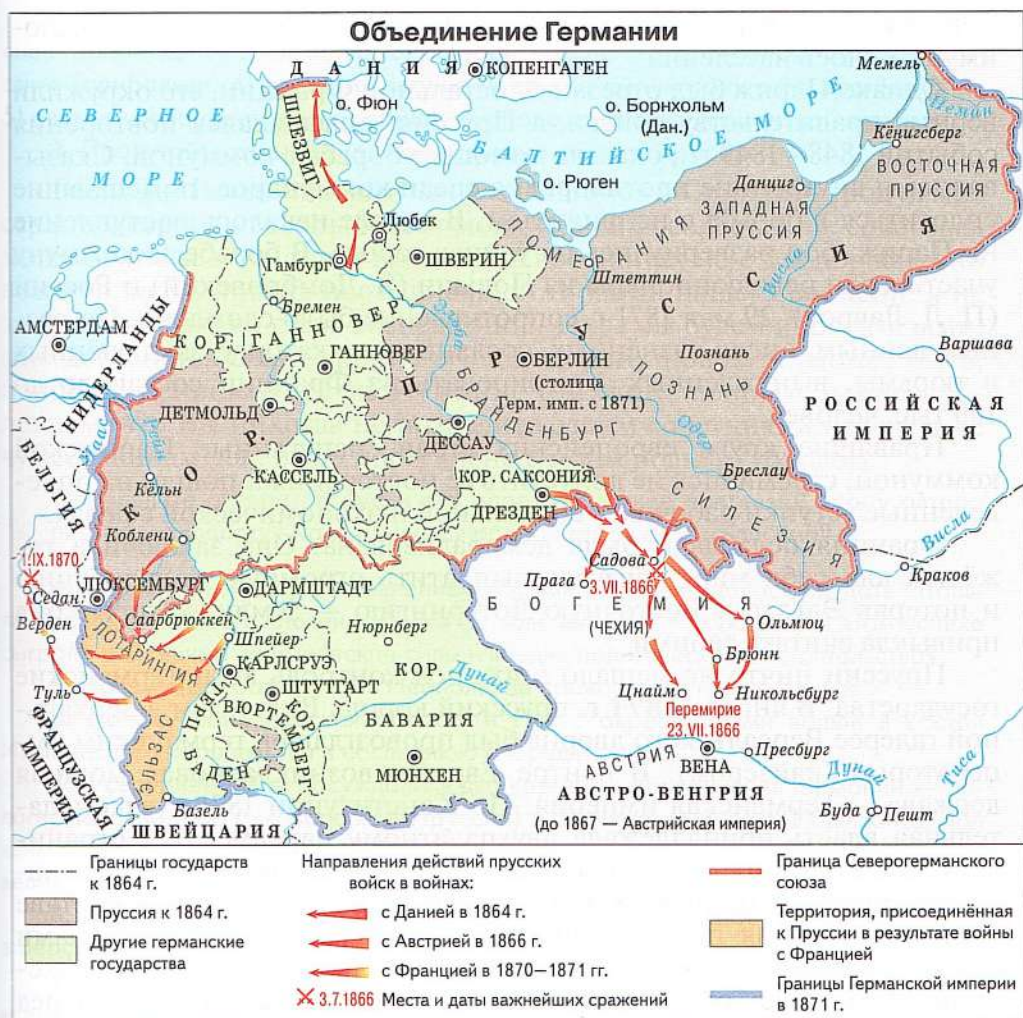 Объединение Германии
ДАНИЯ
КОПЕНГАГЕН
Мемель
Неман
СЕВЕРНОЕ
МОРЕ
ШЛЕЗВИГ
о. Фюн
о. Борнхольм
(Дан.)
БАЛТИЙСКОЕ МОРЕ
Кёнигсберг
ВОСТОЧНАЯ
ПРУССИЯ
о. Рюген
Данциг
ЗАПАДНАЯ
ПРУССИЯ
Любек
Гамбург
ШВЕРИН
ПОМЕРАНИЯ
Штеттин
Висла
Бремен
Эльба
АМСТЕРДАМ
НИДЕРЛАНДЫ
КОР. ГАННОВЕР
ГАННОВЕР
КОР. ПРУССИЯ
БЕРЛИН
(столица
Герм. имп. с 1871)
БРАНДЕНБУРГ
Познань
ПОЗНАНЬ
Варшава
РОССИЙСКАЯ
ИМПЕРИЯ
ДЕТМОЛЬД
ДЕССАУ
Одер
БЕЛЬГИЯ
Маас
Рейн
Кёльн
КАССЕЛЬ
КОР. САКСОНИЯ
ДРЕЗДЕН
Бреслау
СИЛЕЗИЯ
Висла
Краков
Кобленц
1.IX.1870
Седан
ЛЮКСЕМБУРГ
ДАРМШТАДТ
Садова
Прага
3.VII.1866
БОГЕМИЯ
(ЧЕХИЯ)
Ольмюц
Верден
Саарбрюккен
ЛОТАРИНГИЯ
Шпейер
Нюрнберг
Брюнн
Туль
КАРЛСРУЭ
ШТУТГАРТ
КОР.
БАВАРИЯ
Дунай
Цнайм
Никольсбург
Перемирие
23.VII.1866
ФРАНЦУЗСКАЯ
ИМПЕРИЯ
ЭЛЬЗАС
ГЕРЦ.
БАДЕН
КОР.
ВЮРТЕМБЕРГ
МЮНХЕН
АВСТРИЯ
ВЕНА
Пресбург
Дунай
Тиса
Базель
ШВЕЙЦАРИЯ
АВСТРО-ВЕНГРИЯ
(до 1867 — Австрийская империя)
Буда
Пешт
Границы государств
к 1864 г.
Пруссия к 1864 г.
Другие германские
государства
Направления действий прусских
войск в войнах:
с Данией в 1864 г.
с Австрией в 1866 г.
с Францией в 1870—1871 гг.
3.7.1866 Места и даты важнейших сражений
Граница Северогерманского
союза
Территория, присоединённая
к Пруссии в результате войны
с Францией
Границы Германской империи
в 1871 г.